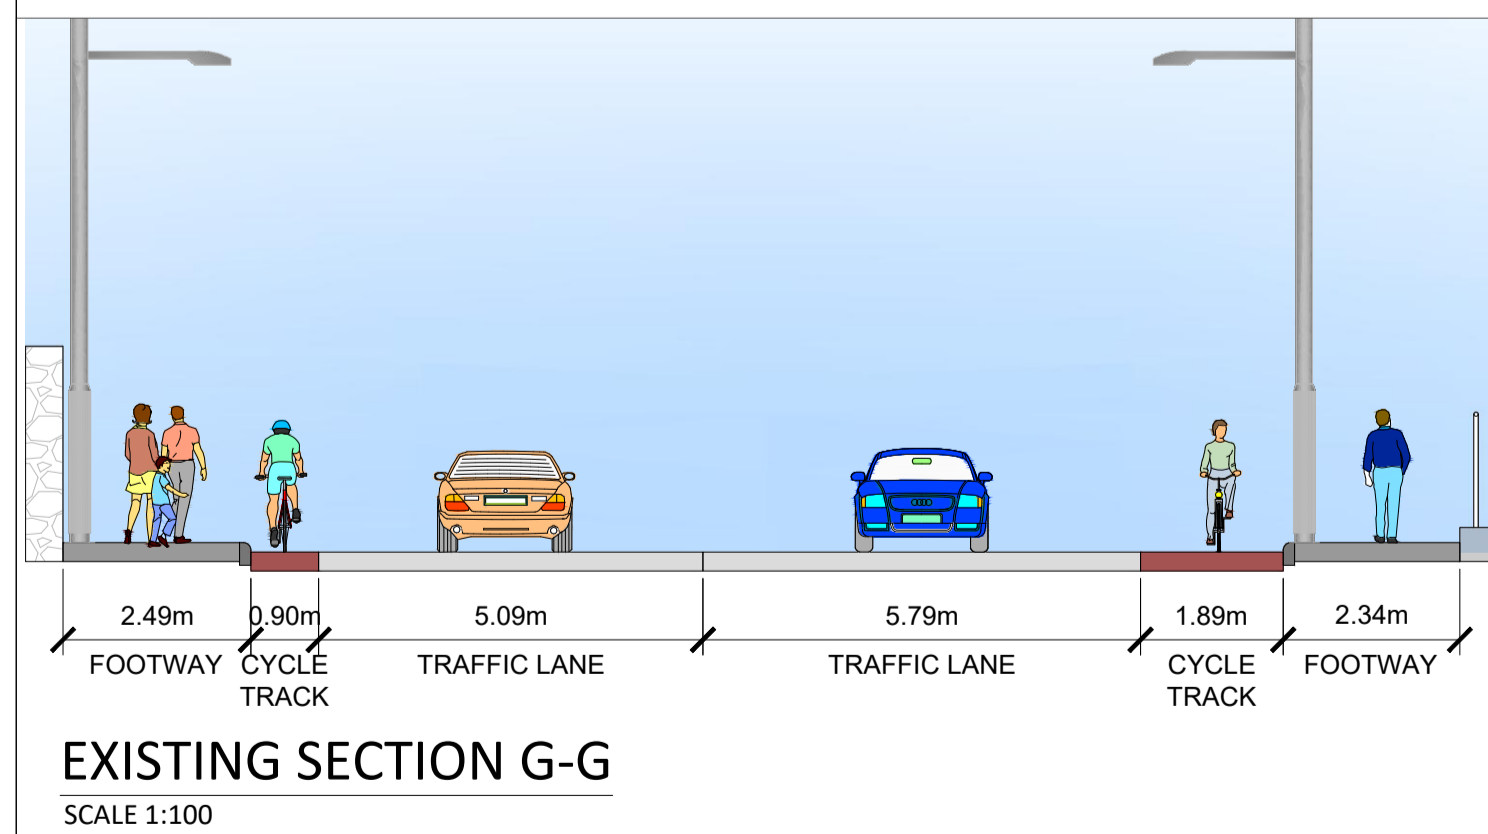 2.49m 0.90m 5.09m 5.79m 1.89m 2.34m
FOOTWAY CYCLE TRACK TRAFFIC LANE TRAFFIC LANE CYCLE TRACK FOOTWAY
EXISTING SECTION G-G
SCALE 1:100